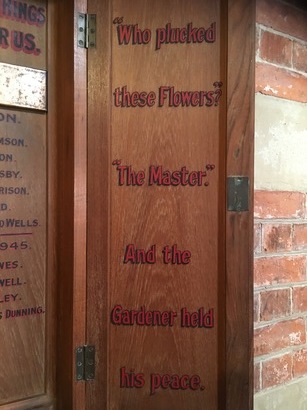 THINGS
R US.
ON.
MSON.
ON.
SBY.
RISON.
D.
D WELLS.
1945.
WES.
WELL.
LEY.
S DUNNING.
"Who plucked
these Flowers?"
"The Master."
And the
Gardener held
his peace.